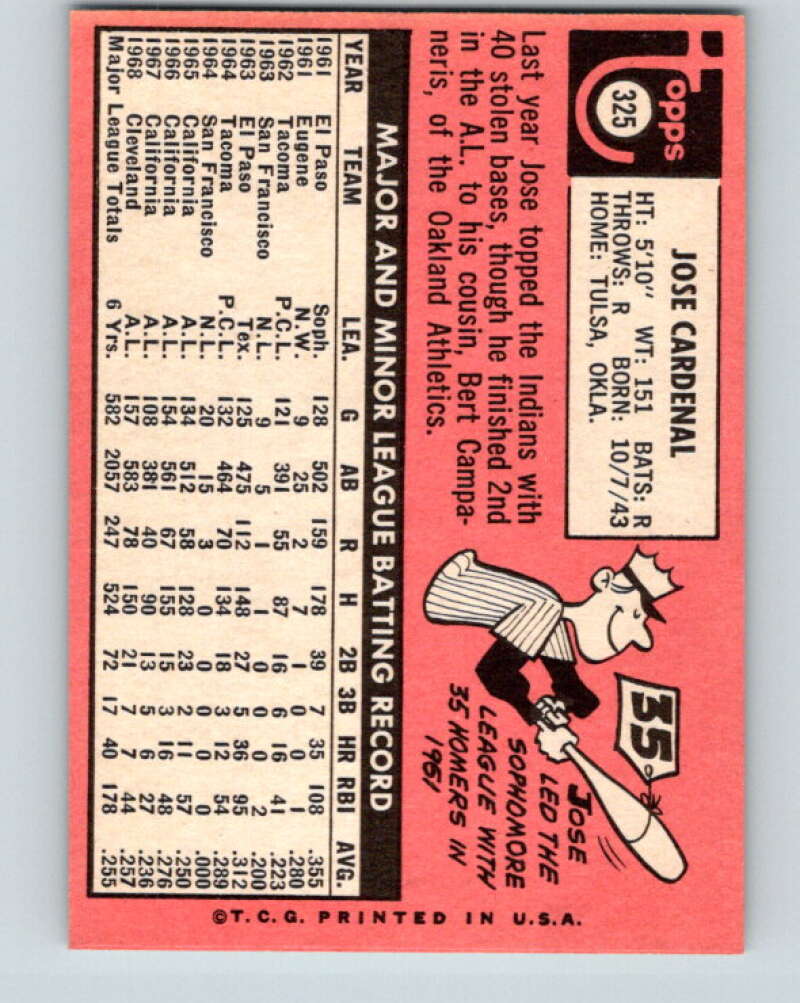 Topps
325
JOSE CARDENAL
HT: 5'10" WT: 151 BATS: R
THROWS: R BORN: 10/7/43
HOME: TULSA, OKLA.
Last year Jose topped the Indians with
40 stolen bases, though he finished 2nd
in the A.L. to his cousin, Bert Campa-
neris, of the Oakland Athletics.
35
JOSE
LED THE
SOPHOMORE
LEAGUE WITH
35 HOMERS IN
1961
MAJOR AND MINOR LEAGUE BATTING RECORD
YEAR TEAM LEA. G AB R H 2B 3B HR RBI AVG.
1961 El Paso Soph. 128 502 159 178 39 7 35 108 .355
1961 Eugene N.W. 9 25 2 7 1 0 0 1 .280
1962 Tacoma P.C.L. 121 391 55 87 16 6 16 41 .223
1963 San Francisco N.L. 9 5 1 1 0 0 0 2 .200
1963 El Paso Tex. 125 475 112 148 27 5 36 95 .312
1964 Tacoma P.C.L. 132 464 70 134 18 3 12 54 .289
1964 San Francisco N.L. 20 15 3 0 0 0 0 0 .000
1965 California A.L. 134 512 58 128 23 2 11 57 .250
1966 California A.L. 154 561 67 155 15 3 16 48 .276
1967 California A.L. 108 381 40 90 13 5 6 27 .236
1968 Cleveland A.L. 157 583 78 150 21 7 7 44 .257
Major League Totals 6 Yrs. 582 2057 247 524 72 17 40 178 .255
©T.C.G. PRINTED IN U.S.A.